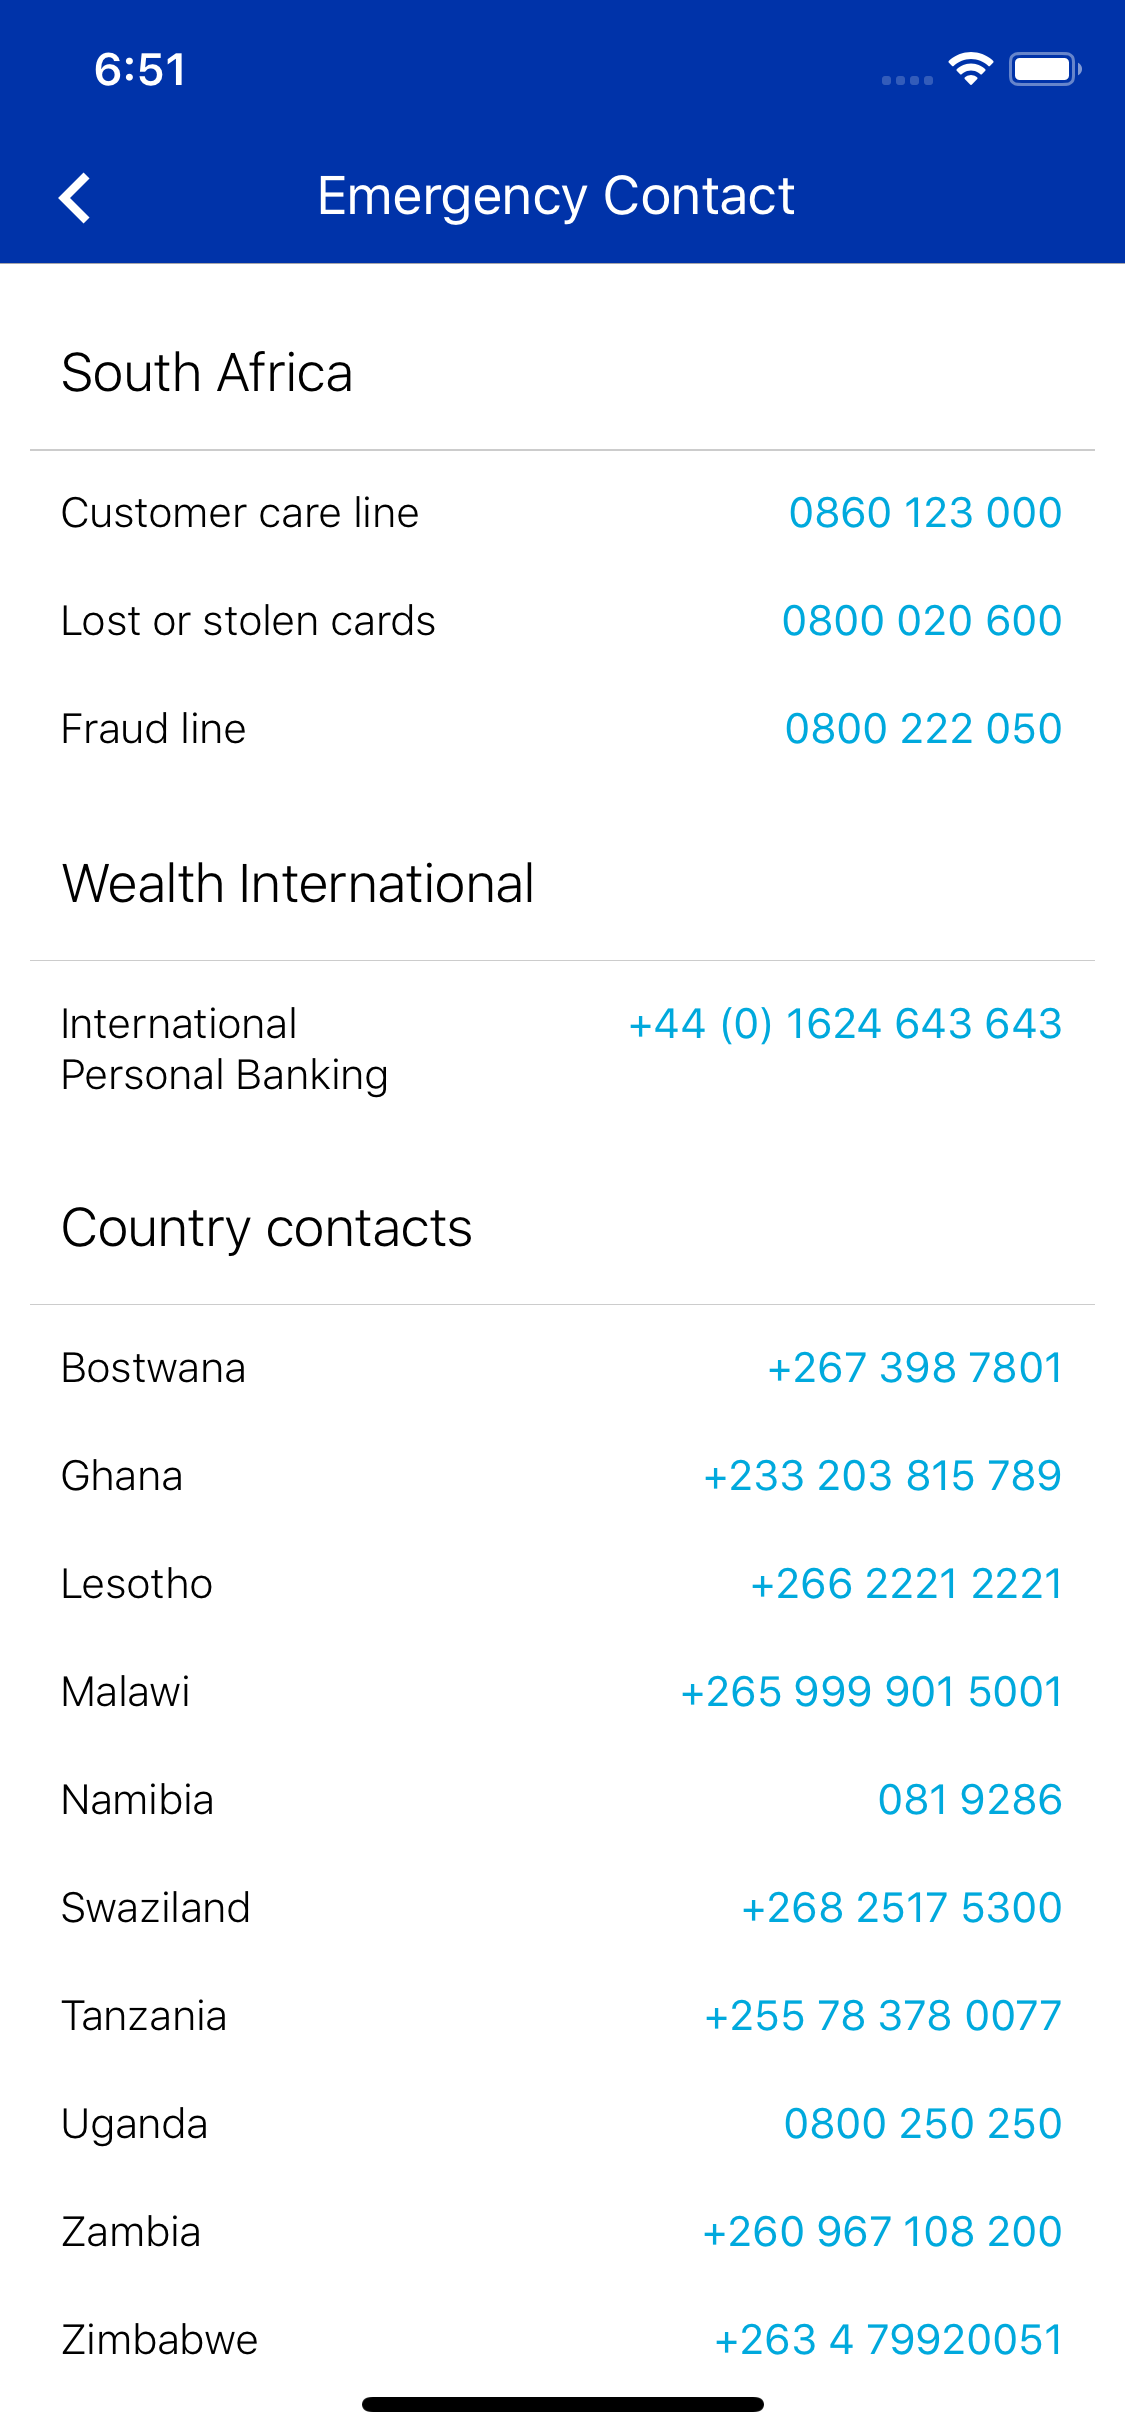 6:51
Emergency Contact
South Africa
Customer care line 0860 123 000
Lost or stolen cards 0800 020 600
Fraud line 0800 222 050
Wealth International
International +44 (0) 1624 643 643
Personal Banking
Country contacts
Bostwana +267 398 7801
Ghana +233 203 815 789
Lesotho +266 2221 2221
Malawi +265 999 901 5001
Namibia 081 9286
Swaziland +268 2517 5300
Tanzania +255 78 378 0077
Uganda 0800 250 250
Zambia +260 967 108 200
Zimbabwe +263 4 79920051